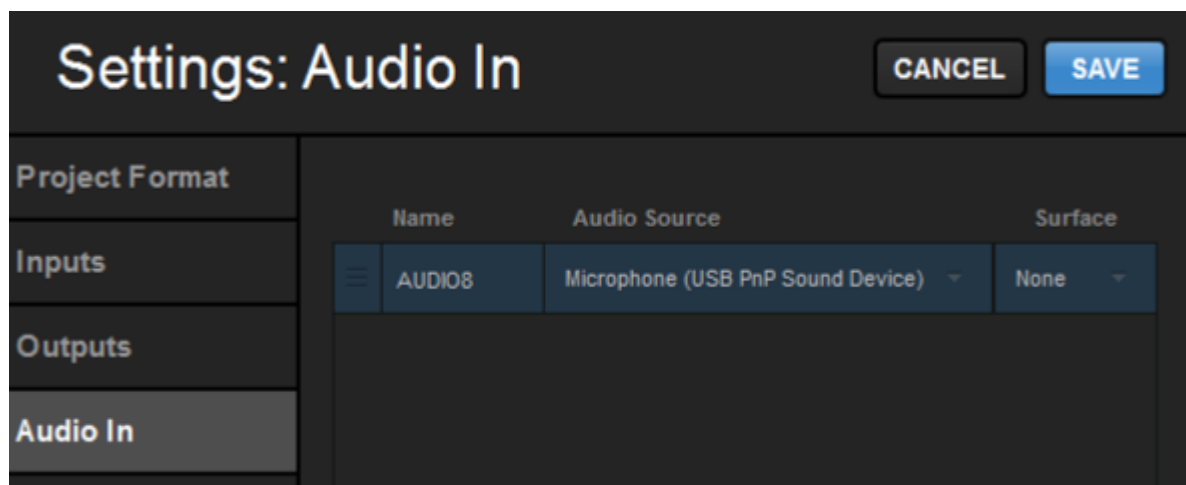 Settings: Audio In
CANCEL
SAVE
Project Format
Inputs
Outputs
Audio In
Name Audio Source Surface
AUDIO8 Microphone (USB PnP Sound Device) None